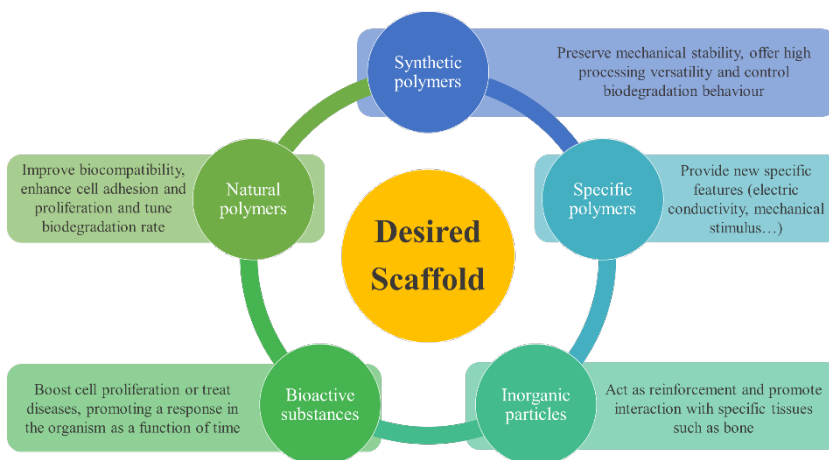 Synthetic
polymers
Preserve mechanical stability, offer high
processing versatility and control
biodegradation behaviour
Improve biocompatibility,
enhance cell adhesion and
proliferation and tune
biodegradation rate
Natural
polymers
Desired
Scaffold
Specific
polymers
Provide new specific
features (electric
conductivity, mechanical
stimulus…)
Boost cell proliferation or treat
diseases, promoting a response in
the organism as a function of time
Bioactive
substances
Inorganic
particles
Act as reinforcement and promote
interaction with specific tissues
such as bone